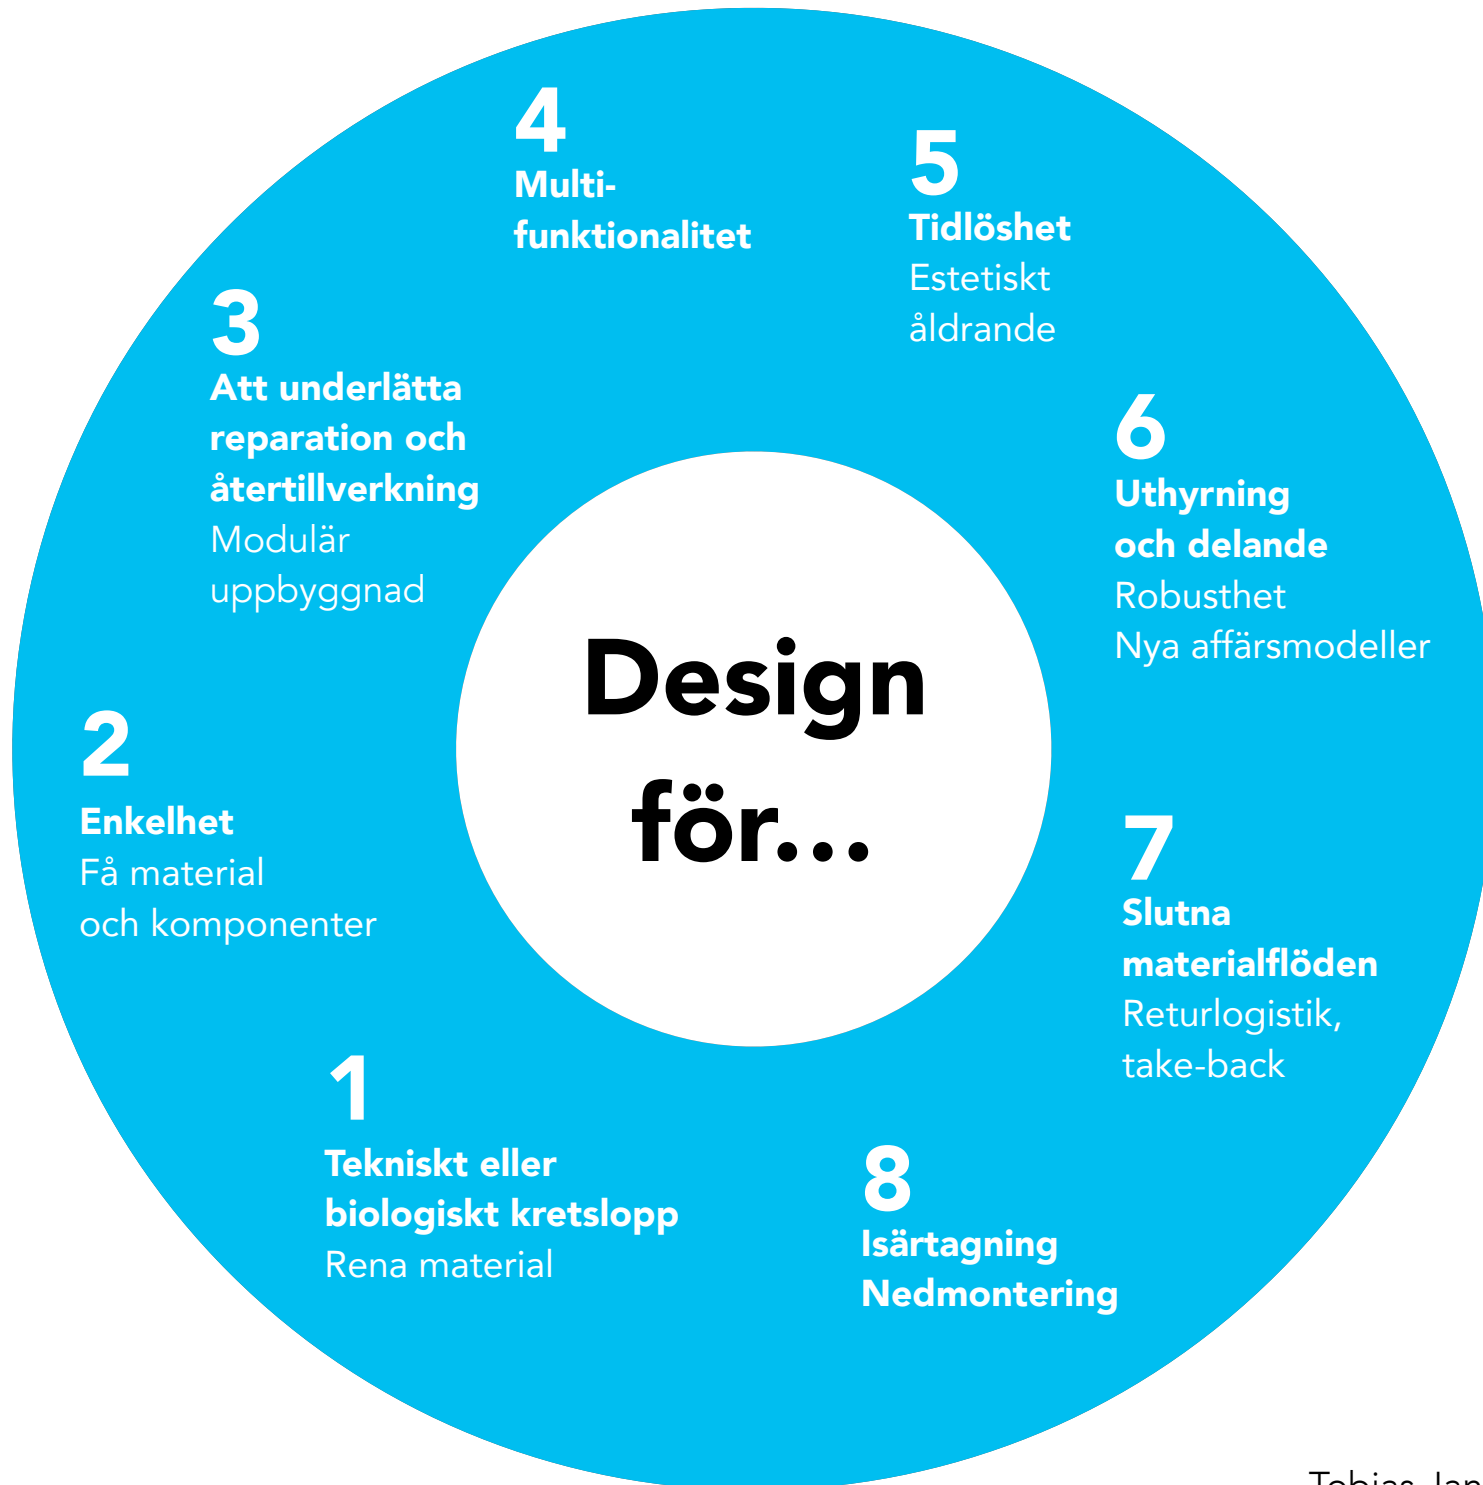 Design
för...
1
Tekniskt eller
biologiskt kretslopp
Rena material
2
Enkelhet
Få material
och komponenter
3
Att underlätta
reparation och
återtillverkning
Modulär
uppbyggnad
4
Multi-
funktionalitet
5
Tidlöshet
Estetiskt
åldrande
6
Uthyrning
och delande
Robusthet
Nya affärsmodeller
7
Slutna
materialflöden
Returlogistik,
take-back
8
Isärtagning
Nedmontering
Tobias Jan